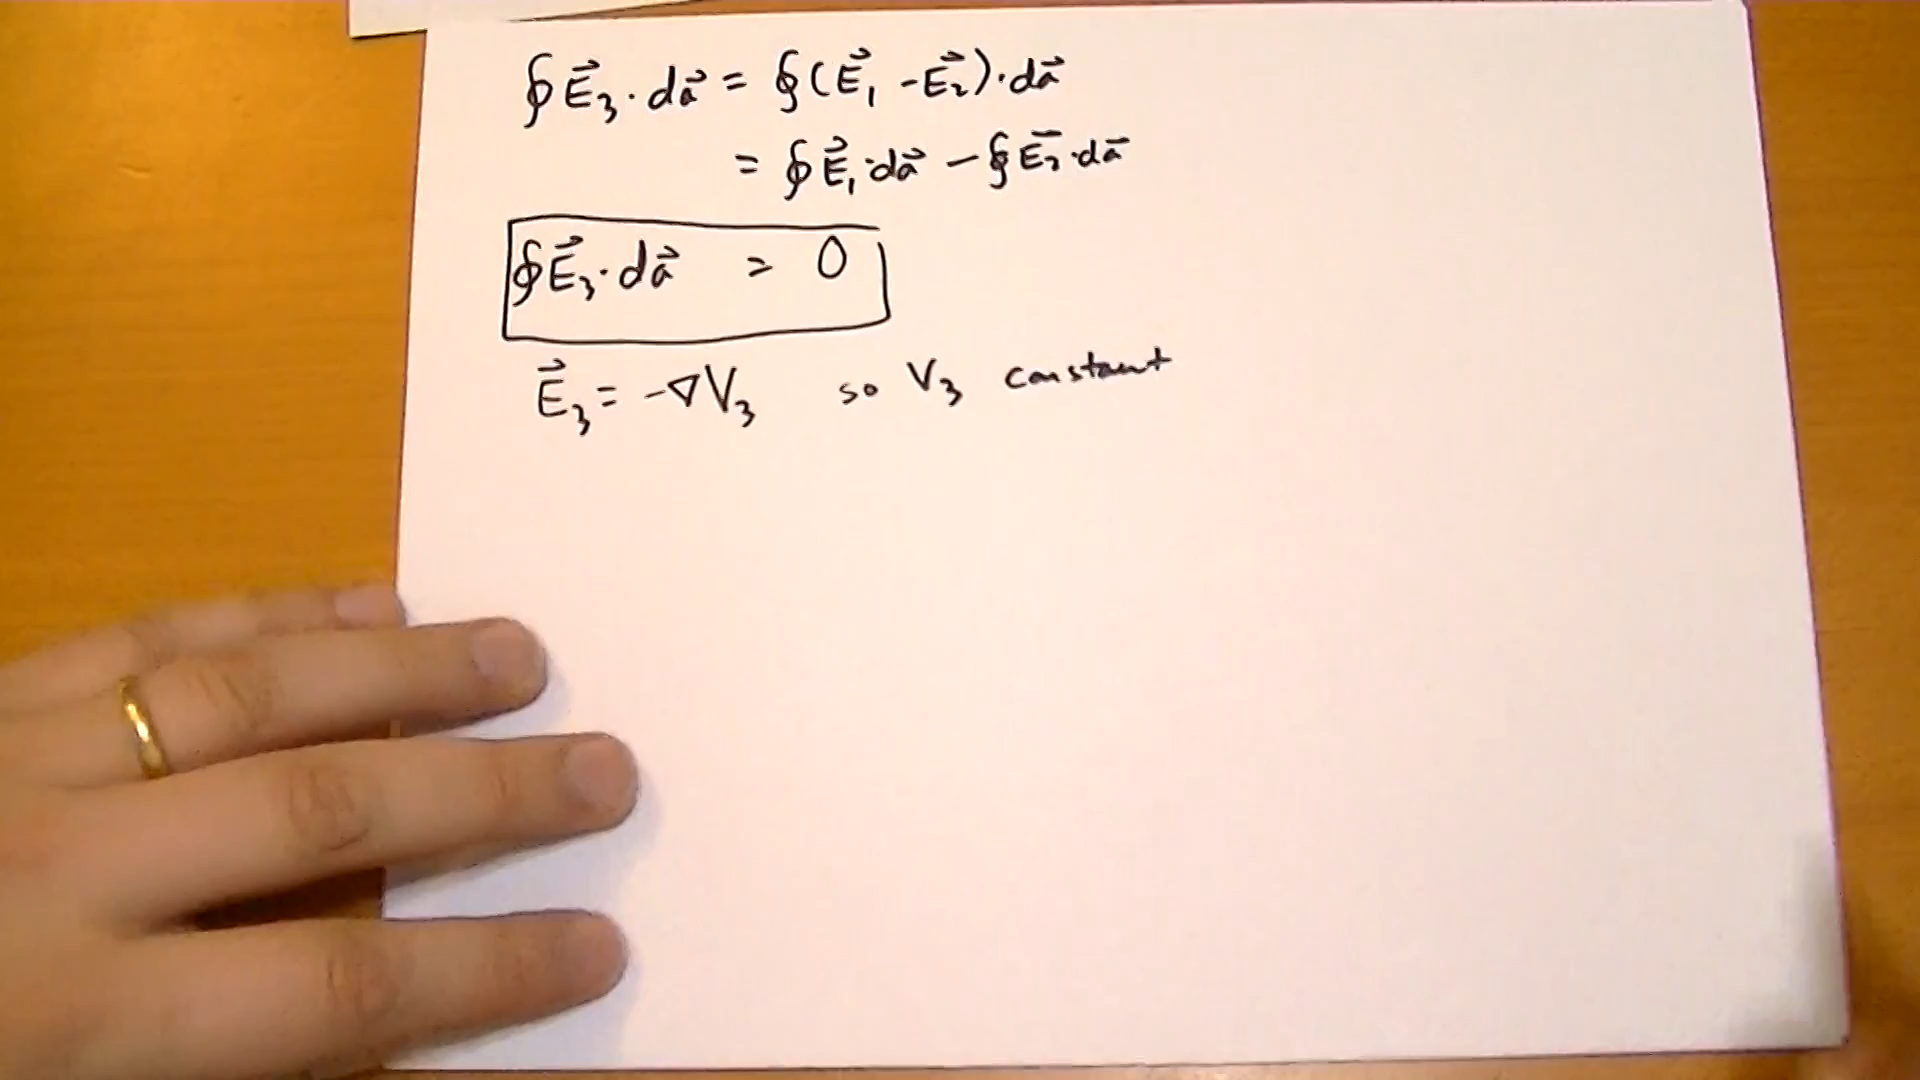 ∮E⃗₃·da⃗ = ∮(E⃗₁ - E⃗₂)·da⃗
= ∮E⃗₁·da⃗ - ∮E⃗₂·da⃗
∮E⃗₃·da⃗ = 0
E⃗₃ = -∇V₃ so V₃ constant